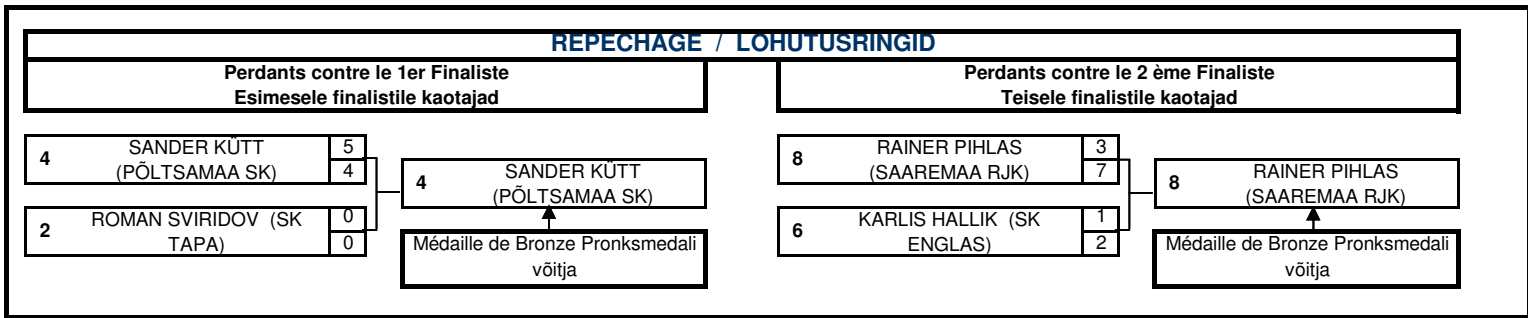 REPECHAGE / LOHUTUSRINGID
Perdants contre le 1er Finaliste
Esimesele finalistile kaotajad
Perdants contre le 2 ème Finaliste
Teisele finalistile kaotajad
4
SANDER KÜTT
(PÕLTSAMAA SK)
5
4
2
ROMAN SVIRIDOV (SK
TAPA)
0
0
4
SANDER KÜTT
(PÕLTSAMAA SK)
Médaille de Bronze Pronksmedali
võitja
8
RAINER PIHLAS
(SAAREMAA RJK)
3
7
6
KARLIS HALLIK (SK
ENGLAS)
1
2
8
RAINER PIHLAS
(SAAREMAA RJK)
Médaille de Bronze Pronksmedali
võitja